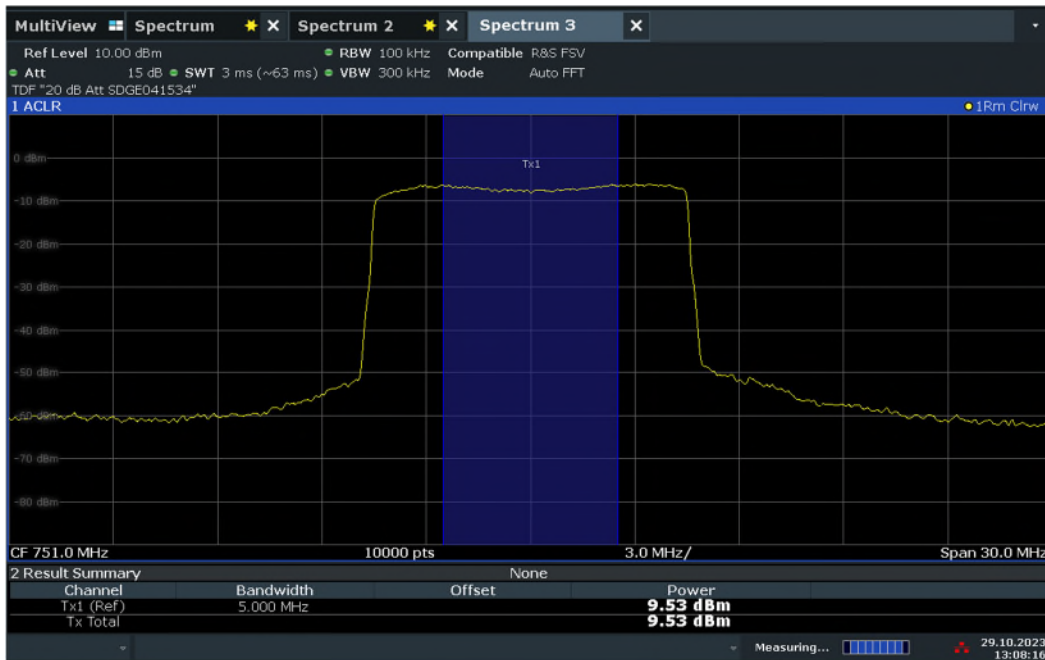 MultiView Spectrum Spectrum 2 Spectrum 3
Ref Level 10.00 dBm RBW 100 kHz Compatible R&S FSV
Att 15 dB SWT 3 ms (~63 ms) VBW 300 kHz Mode Auto FFT
TDF "20 dB Att SDGE041534"
1 ACLR 1Rm Clrw
0 dBm
Tx1
-10 dBm
-20 dBm
-30 dBm
-40 dBm
-50 dBm
-60 dBm
-70 dBm
-80 dBm
CF 751.0 MHz 10000 pts 3.0 MHz/ Span 30.0 MHz
2 Result Summary None
Channel Bandwidth Offset Power
Tx1 (Ref) 5.000 MHz 9.53 dBm
Tx Total 9.53 dBm
Measuring... 29.10.2023
13:08:16